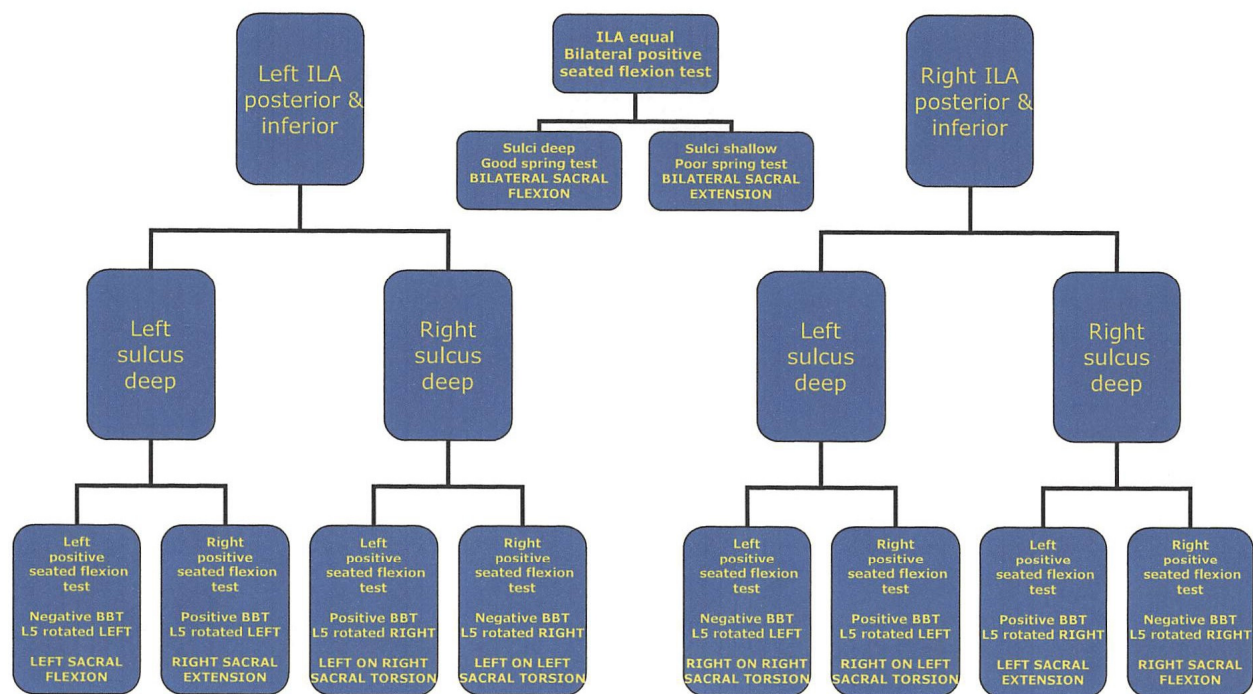 Left ILA
posterior &
inferior
ILA equal
Bilateral positive
seated flexion test
Right ILA
posterior &
inferior
Sulci deep
Good spring test
BILATERAL SACRAL
FLEXION
Sulci shallow
Poor spring test
BILATERAL SACRAL
EXTENSION
Left
sulcus
deep
Right
sulcus
deep
Left
sulcus
deep
Right
sulcus
deep
Left
positive
seated flexion
test
Negative BBT
L5 rotated LEFT
LEFT SACRAL
FLEXION
Right
positive
seated flexion
test
Positive BBT
L5 rotated LEFT
RIGHT SACRAL
EXTENSION
Left
positive
seated flexion
test
Positive BBT
L5 rotated RIGHT
LEFT ON RIGHT
SACRAL TORSION
Right
positive
seated flexion
test
Negative BBT
L5 rotated RIGHT
LEFT ON LEFT
SACRAL TORSION
Left
positive
seated flexion
test
Negative BBT
L5 rotated LEFT
RIGHT ON RIGHT
SACRAL TORSION
Right
positive
seated flexion
test
Positive BBT
L5 rotated LEFT
RIGHT ON LEFT
SACRAL TORSION
Left
positive
seated flexion
test
Positive BBT
L5 rotated RIGHT
LEFT SACRAL
EXTENSION
Right
positive
seated flexion
test
Negative BBT
L5 rotated RIGHT
RIGHT SACRAL
FLEXION